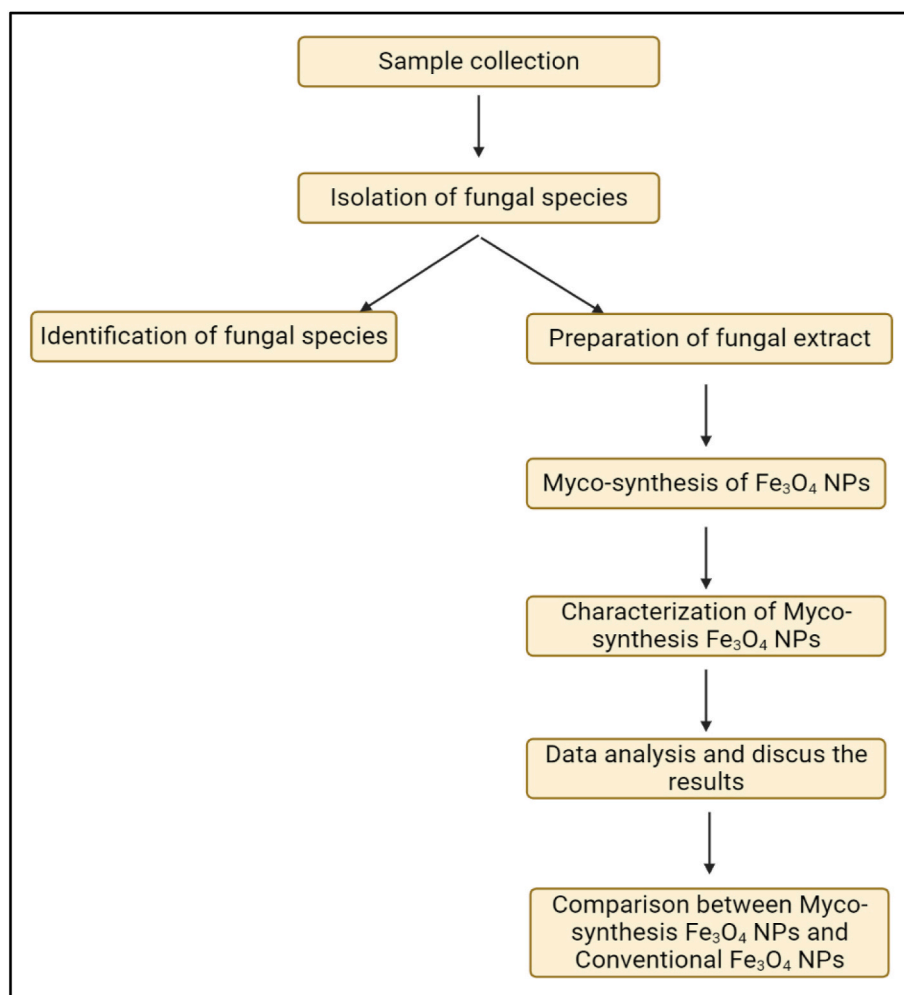 Sample collection
Isolation of fungal species
Identification of fungal species
Preparation of fungal extract
Myco-synthesis of Fe₃O₄ NPs
Characterization of Myco-
synthesis Fe₃O₄ NPs
Data analysis and discus the
results
Comparison between Myco-
synthesis Fe₃O₄ NPs and
Conventional Fe₃O₄ NPs